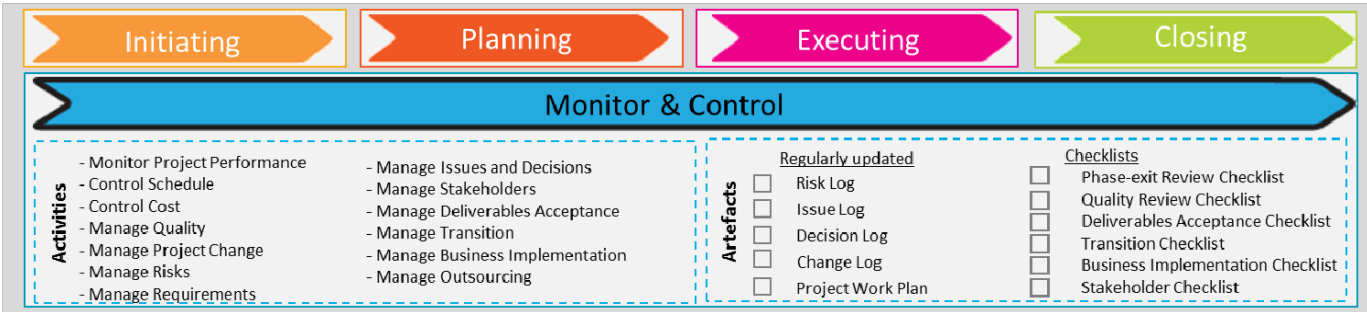 Initiating
Planning
Executing
Closing
Monitor & Control
Activities
- Monitor Project Performance
- Control Schedule
- Control Cost
- Manage Quality
- Manage Project Change
- Manage Risks
- Manage Requirements
- Manage Issues and Decisions
- Manage Stakeholders
- Manage Deliverables Acceptance
- Manage Transition
- Manage Business Implementation
- Manage Outsourcing
Artefacts
Regularly updated
Risk Log
Issue Log
Decision Log
Change Log
Project Work Plan
Checklists
Phase-exit Review Checklist
Quality Review Checklist
Deliverables Acceptance Checklist
Transition Checklist
Business Implementation Checklist
Stakeholder Checklist